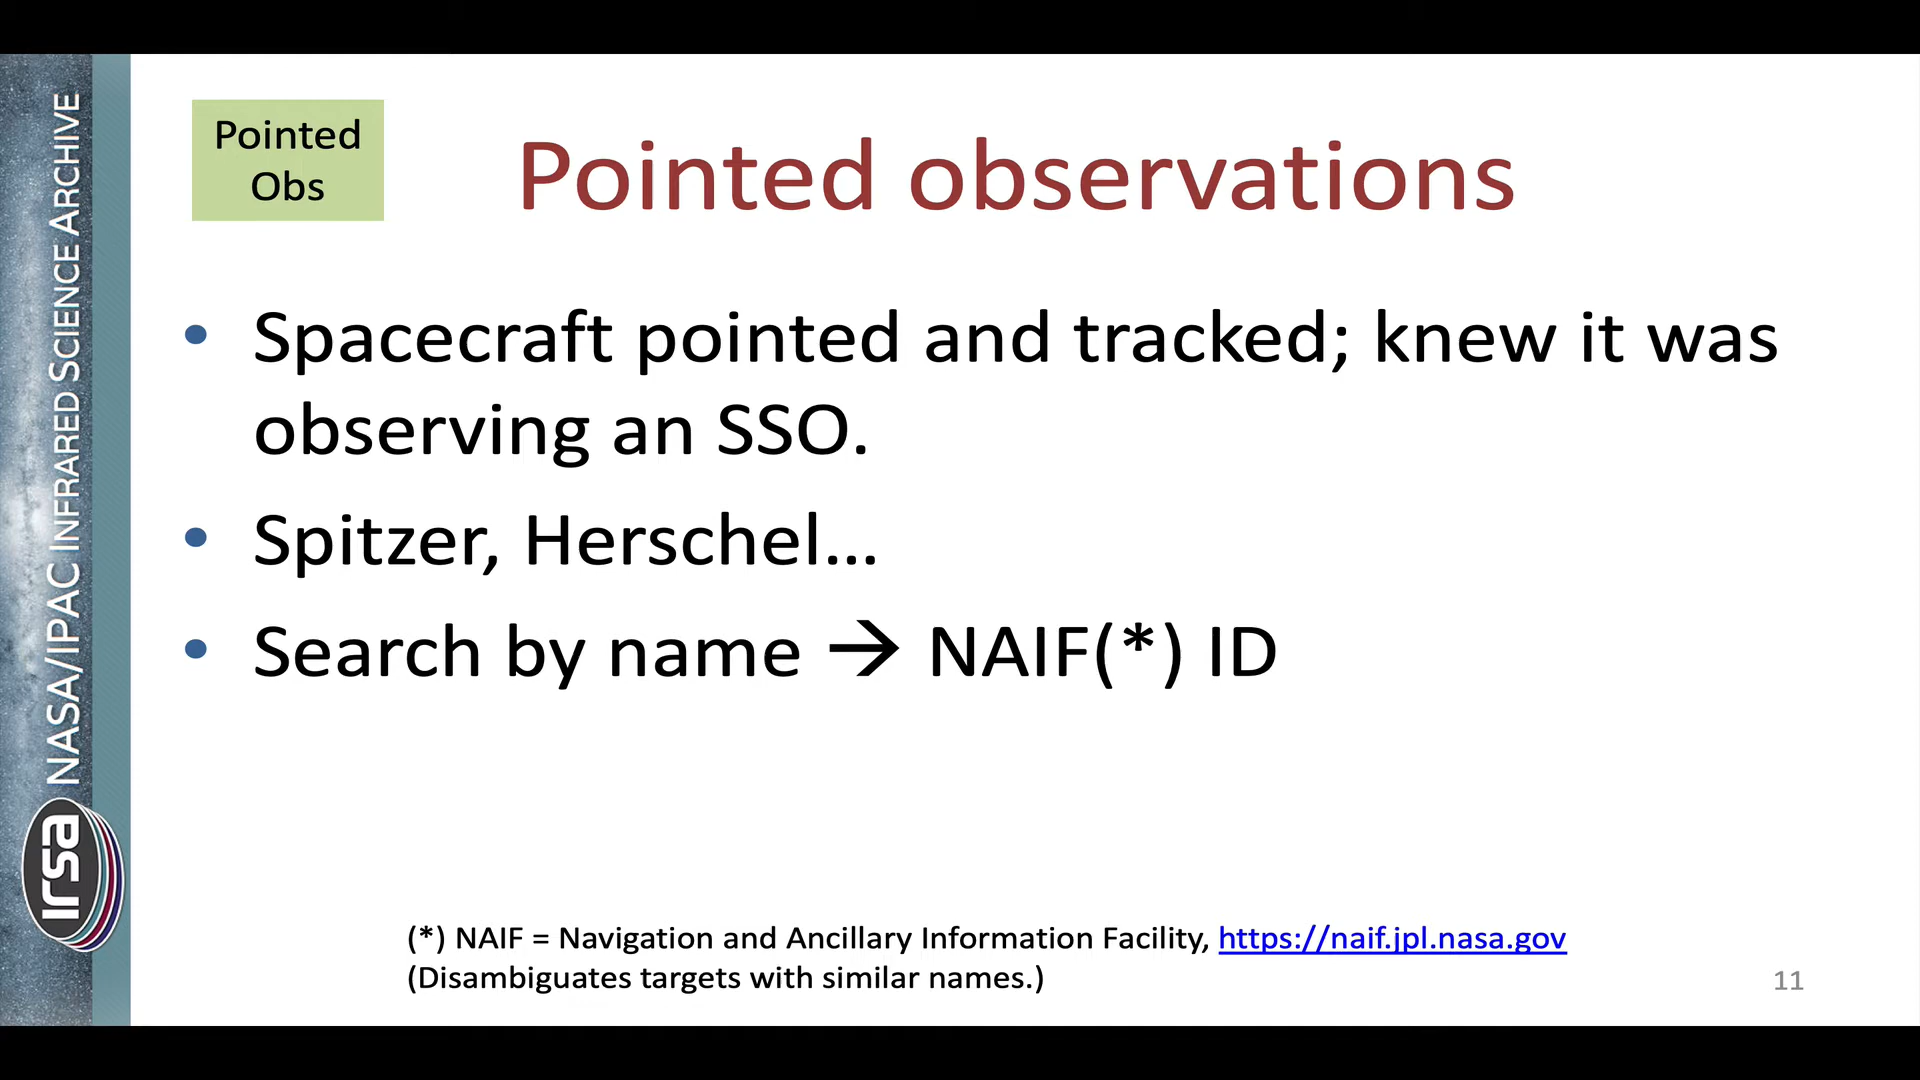 Pointed
Obs
Pointed observations
• Spacecraft pointed and tracked; knew it was
observing an SSO.
• Spitzer, Herschel...
• Search by name → NAIF(*) ID
(*) NAIF = Navigation and Ancillary Information Facility, https://naif.jpl.nasa.gov
(Disambiguates targets with similar names.)
11
NASA/IPAC INFRARED SCIENCE ARCHIVE
irsa